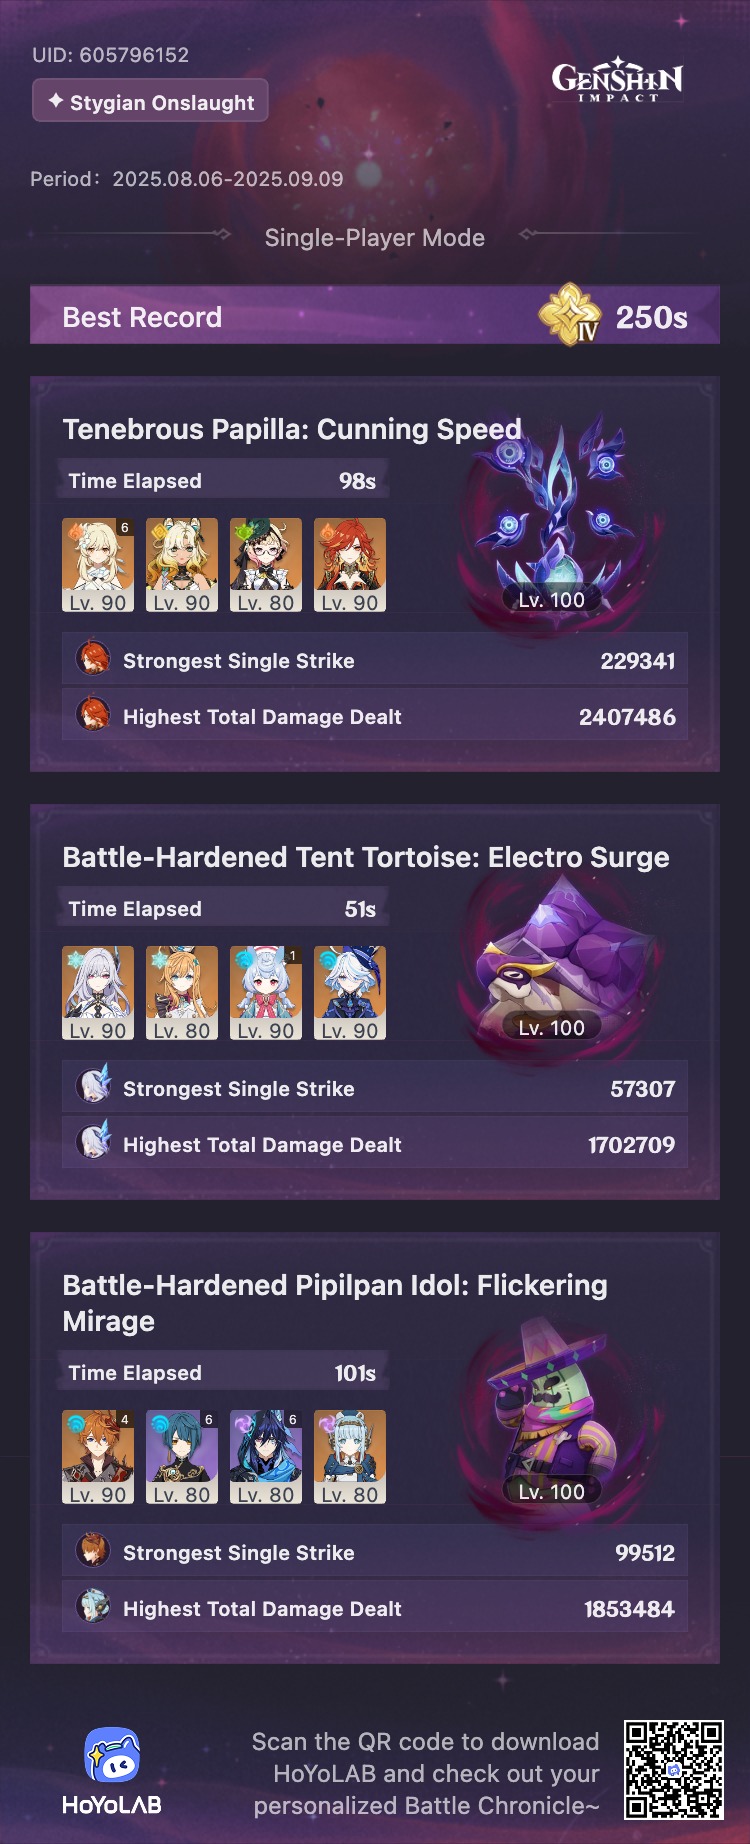 UID: 605796152
GENSHIN
IMPACT
Stygian Onslaught
Period: 2025.08.06-2025.09.09
Single-Player Mode
Best Record IV 250s
Tenebrous Papilla: Cunning Speed
Time Elapsed 98s
6
Lv. 90 Lv. 90 Lv. 80 Lv. 90
Lv. 100
Strongest Single Strike 229341
Highest Total Damage Dealt 2407486
Battle-Hardened Tent Tortoise: Electro Surge
Time Elapsed 51s
1
Lv. 90 Lv. 80 Lv. 90 Lv. 90
Lv. 100
Strongest Single Strike 57307
Highest Total Damage Dealt 1702709
Battle-Hardened Pipilpan Idol: Flickering
Mirage
Time Elapsed 101s
4 6 6
Lv. 90 Lv. 80 Lv. 80 Lv. 80
Lv. 100
Strongest Single Strike 99512
Highest Total Damage Dealt 1853484
Scan the QR code to download
HoYoLAB and check out your
personalized Battle Chronicle~
HoYoLAB